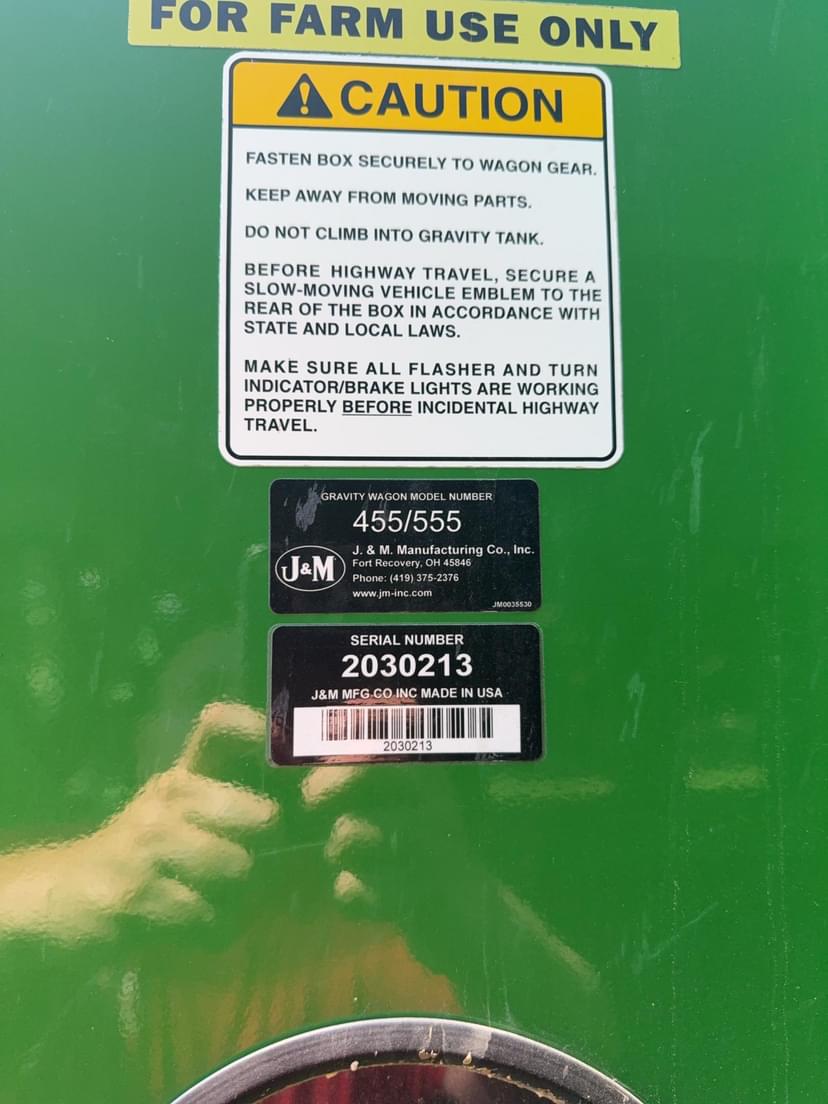 FOR FARM USE ONLY
CAUTION
FASTEN BOX SECURELY TO WAGON GEAR.
KEEP AWAY FROM MOVING PARTS.
DO NOT CLIMB INTO GRAVITY TANK.
BEFORE HIGHWAY TRAVEL, SECURE A
SLOW-MOVING VEHICLE EMBLEM TO THE
REAR OF THE BOX IN ACCORDANCE WITH
STATE AND LOCAL LAWS.
MAKE SURE ALL FLASHER AND TURN
INDICATOR/BRAKE LIGHTS ARE WORKING
PROPERLY BEFORE INCIDENTAL HIGHWAY
TRAVEL.
GRAVITY WAGON MODEL NUMBER
455/555
J&M
J. & M. Manufacturing Co., Inc.
Fort Recovery, OH 45846
Phone: (419) 375-2376
www.jm-inc.com
JM0035530
SERIAL NUMBER
2030213
J&M MFG CO INC MADE IN USA
2030213